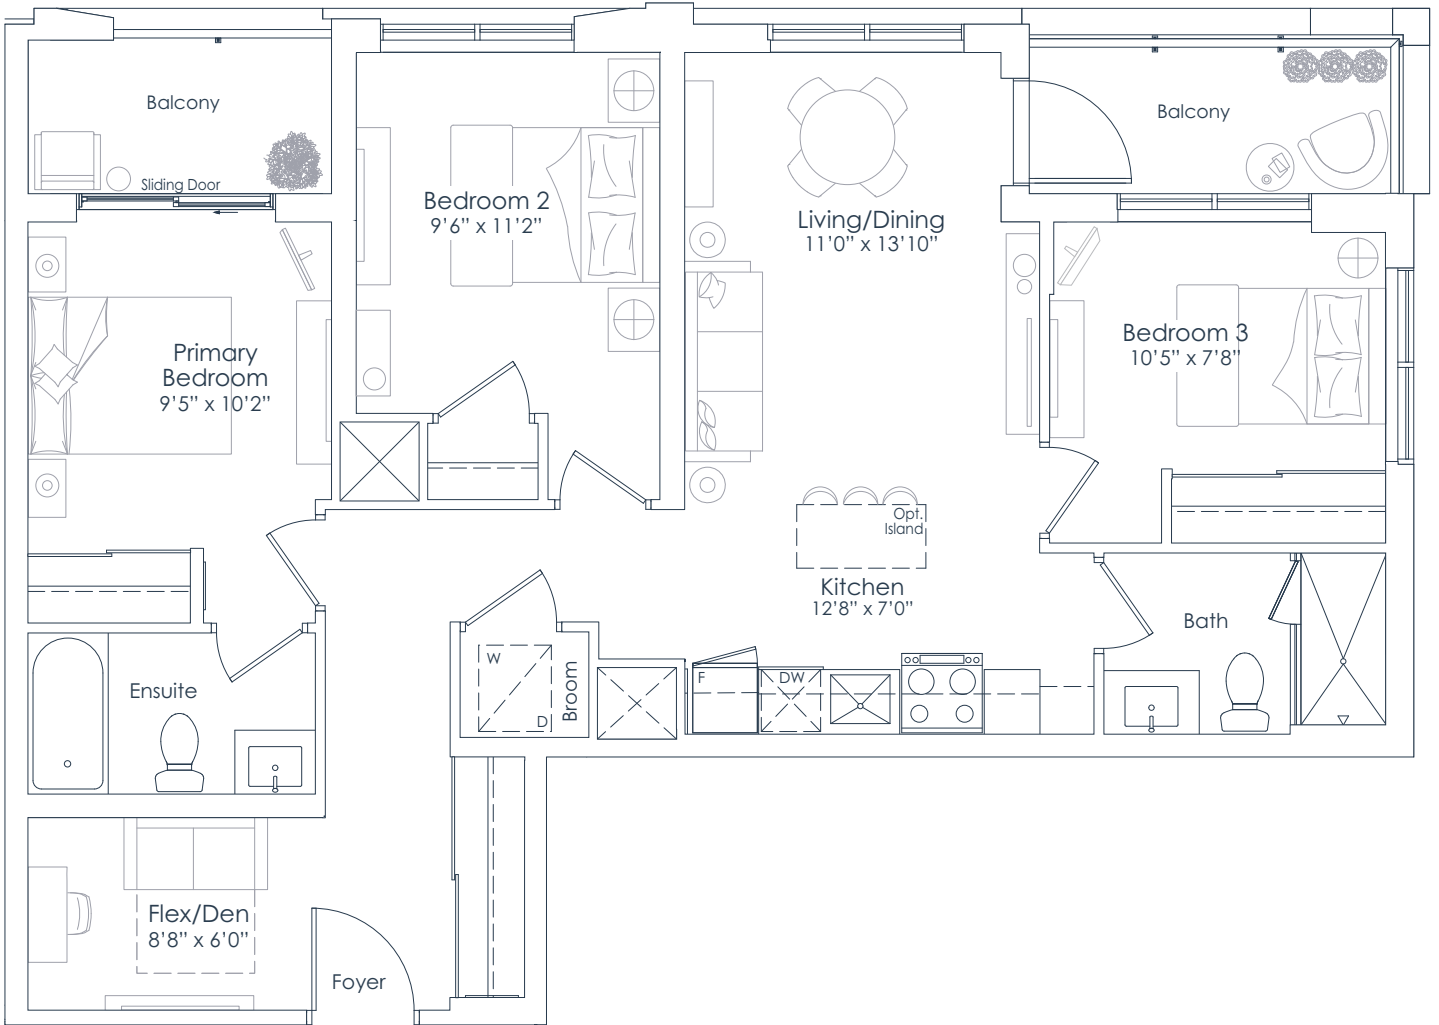 Balcony
Sliding Door
Bedroom 2
9’6” x 11’2”
Living/Dining
11’0” x 13’10”
Balcony
Primary
Bedroom
9’5” x 10’2”
Bedroom 3
10’5” x 7’8”
Opt.
Island
Kitchen
12’8” x 7’0”
Bath
Ensuite
W
D
Broom
F
DW
Flex/Den
8’8” x 6’0”
Foyer